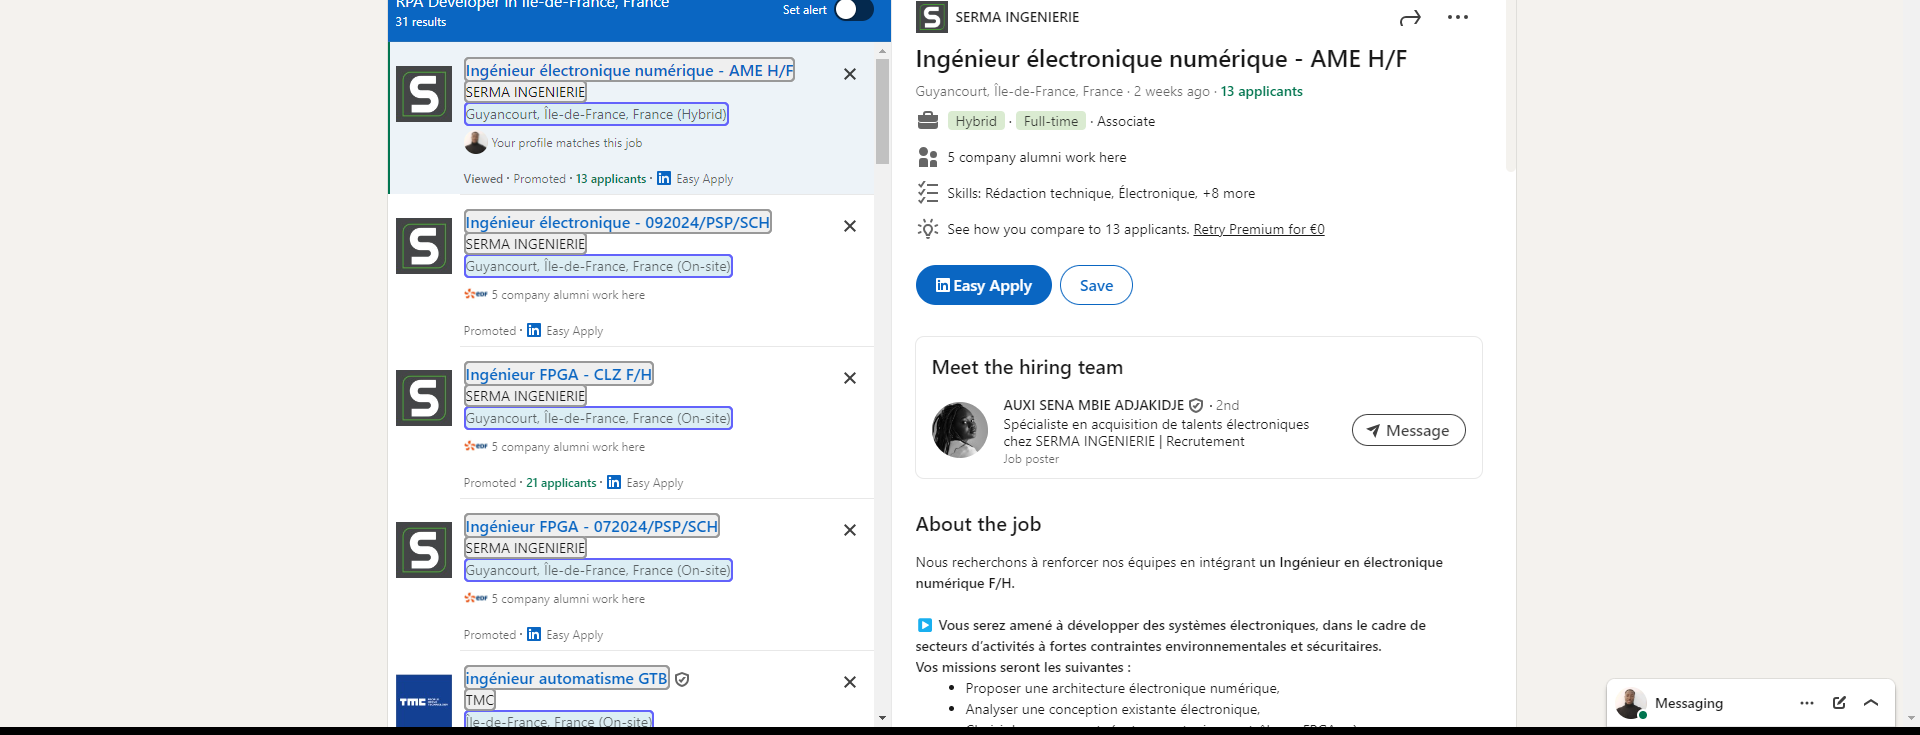 RPA Developer in Île-de-France, France
31 results
Set alert
Ingénieur électronique numérique - AME H/F
SERMA INGENIERIE
Guyancourt, Île-de-France, France (Hybrid)
Your profile matches this job
Viewed · Promoted · 13 applicants · in Easy Apply
Ingénieur électronique - 092024/PSP/SCH
SERMA INGENIERIE
Guyancourt, Île-de-France, France (On-site)
EDF 5 company alumni work here
Promoted · in Easy Apply
Ingénieur FPGA - CLZ F/H
SERMA INGENIERIE
Guyancourt, Île-de-France, France (On-site)
EDF 5 company alumni work here
Promoted · 21 applicants · in Easy Apply
Ingénieur FPGA - 072024/PSP/SCH
SERMA INGENIERIE
Guyancourt, Île-de-France, France (On-site)
EDF 5 company alumni work here
Promoted · in Easy Apply
TMC
ingénieur automatisme GTB
TMC
Île-de-France, France (On-site)
SERMA INGENIERIE
Ingénieur électronique numérique - AME H/F
Guyancourt, Île-de-France, France · 2 weeks ago · 13 applicants
Hybrid · Full-time · Associate
5 company alumni work here
Skills: Rédaction technique, Électronique, +8 more
See how you compare to 13 applicants. Retry Premium for €0
in Easy Apply
Save
Meet the hiring team
AUXI SENA MBIE ADJAKIDJE · 2nd
Spécialiste en acquisition de talents électroniques
chez SERMA INGENIERIE | Recrutement
Job poster
Message
About the job
Nous recherchons à renforcer nos équipes en intégrant un Ingénieur en électronique
numérique F/H.
Vous serez amené à développer des systèmes électroniques, dans le cadre de
secteurs d'activités à fortes contraintes environnementales et sécuritaires.
Vos missions seront les suivantes :
• Proposer une architecture électronique numérique,
• Analyser une conception existante électronique,
Messaging